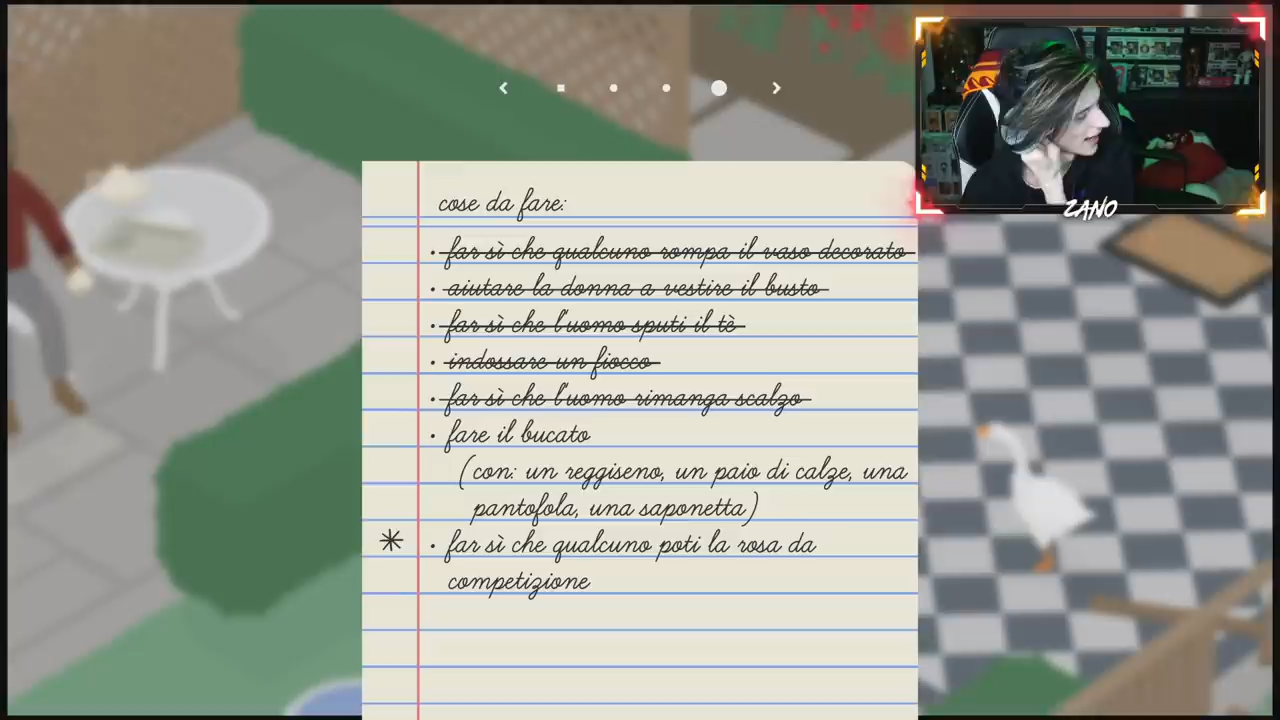 ZANO
cose da fare:
• far sì che qualcuno rompa il vaso decorato
• aiutare la donna a vestire il busto
• far sì che l'uomo sputi il tè
• indossare un fiocco
• far sì che l'uomo rimanga scalzo
• fare il bucato
(con: un reggiseno, un paio di calze, una
pantofola, una saponetta)
• far sì che qualcuno poti la rosa da
competizione